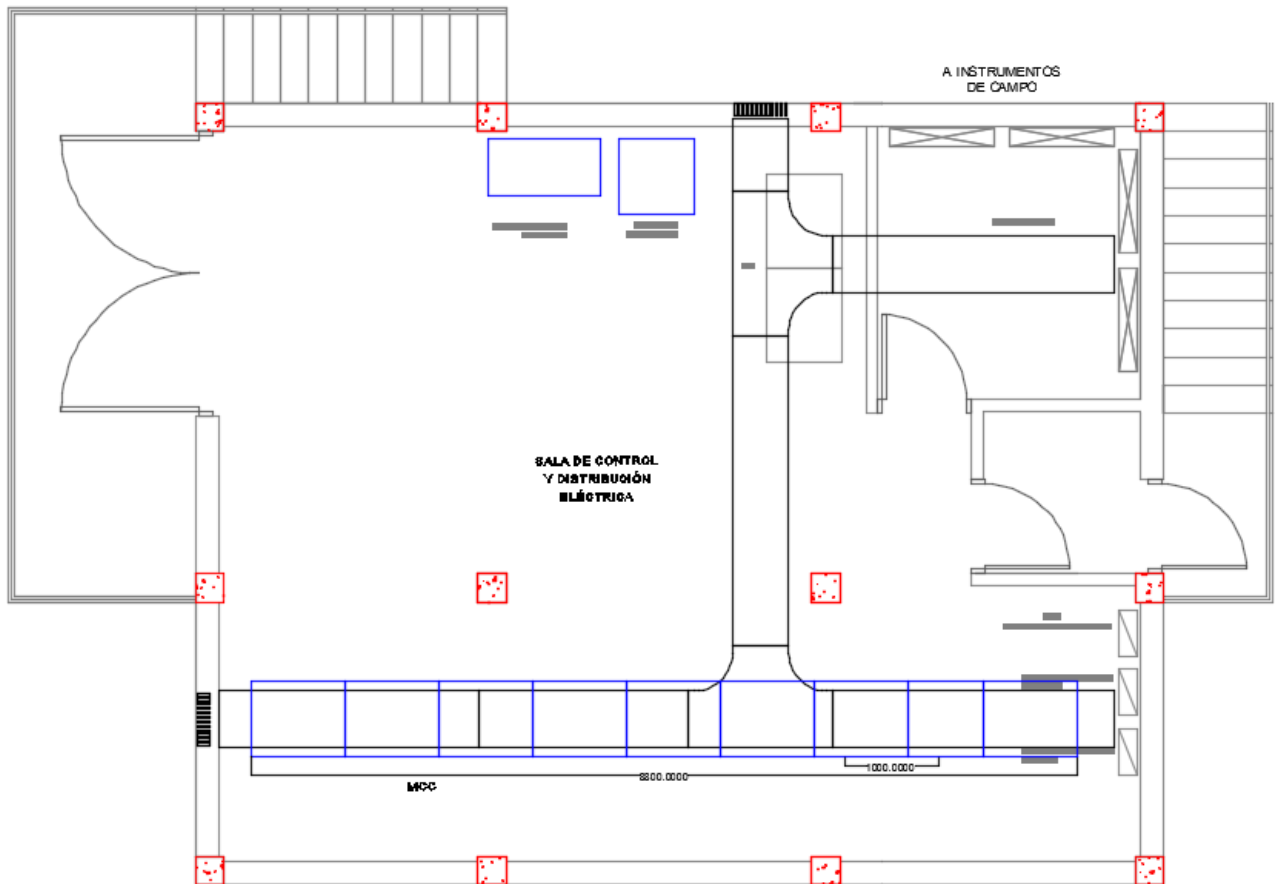 A INSTRUMENTOS
DE CAMPO
SALA DE CONTROL
Y DISTRIBUCIÓN
ELÉCTRICA
1000.0000
8800.0000
MCC